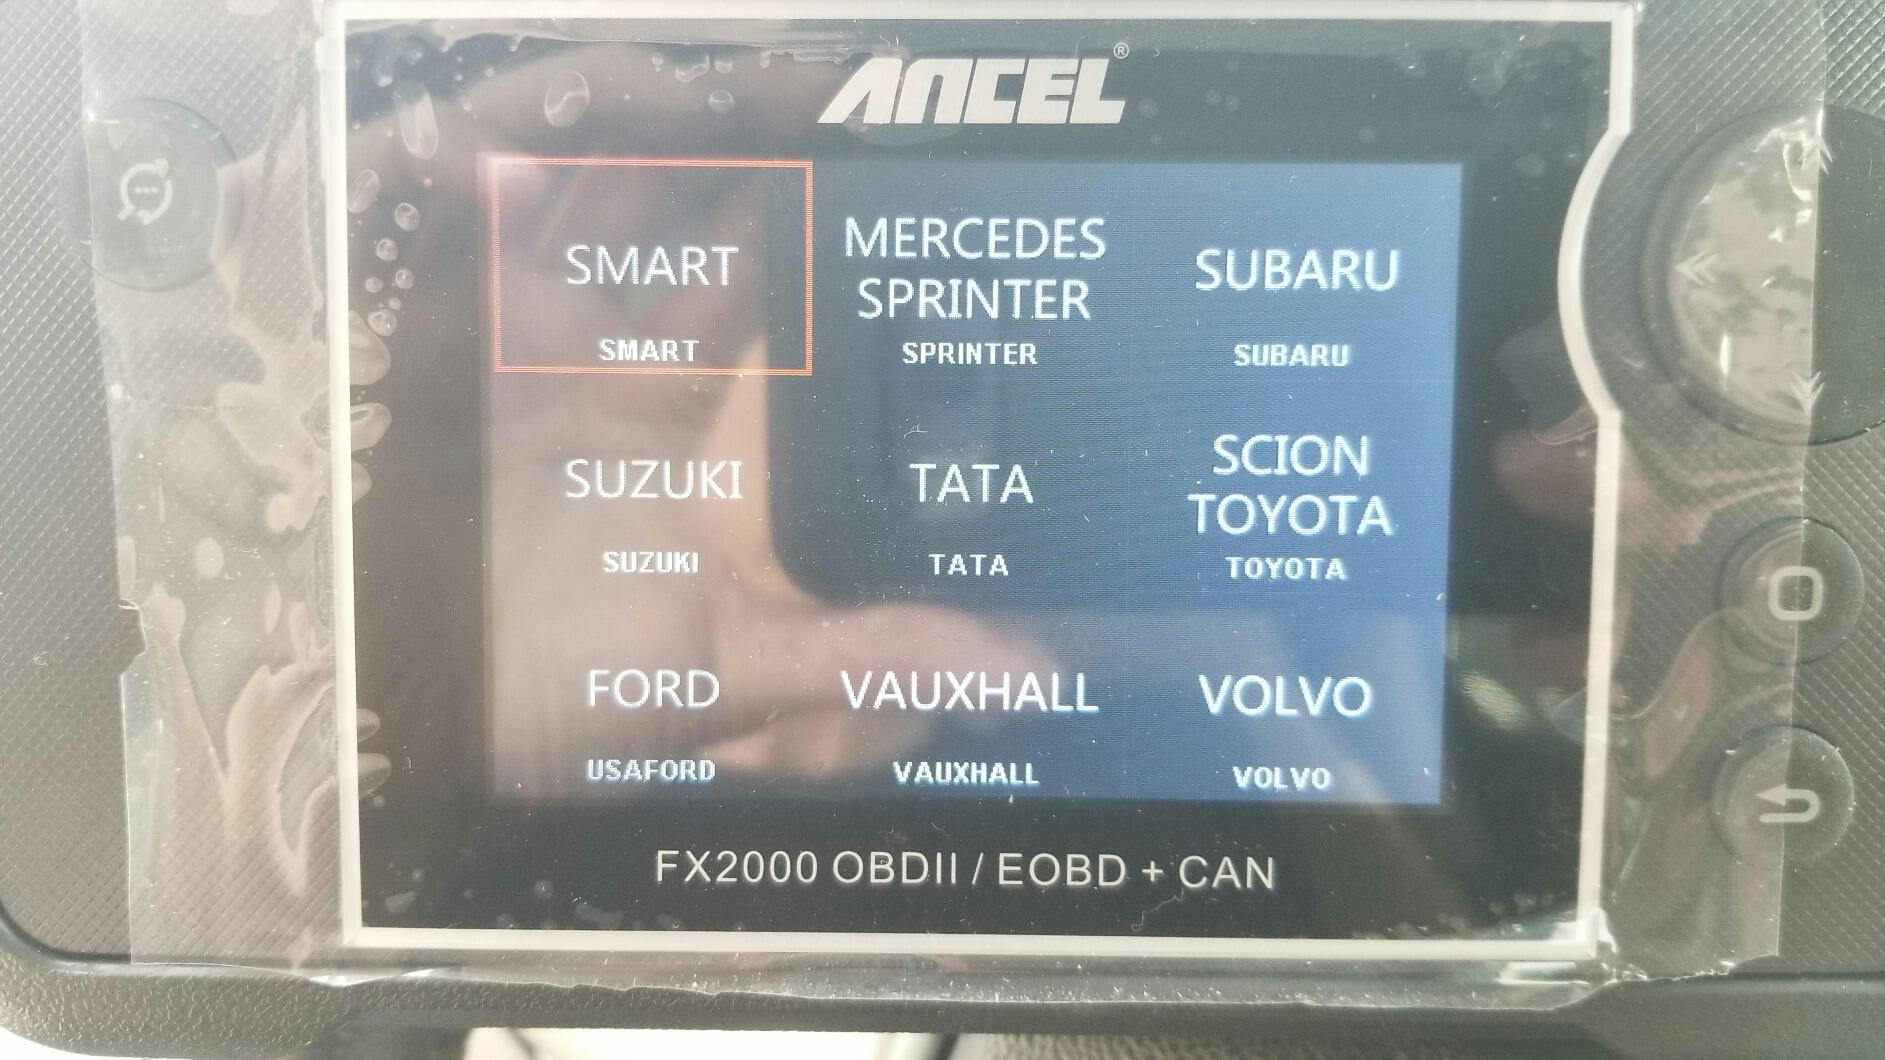 ANCEL®
SMART
MERCEDES
SPRINTER
SUBARU
SMART
SPRINTER
SUBARU
SUZUKI
TATA
SCION
TOYOTA
SUZUKI
TATA
TOYOTA
FORD
VAUXHALL
VOLVO
USAFORD
VAUXHALL
VOLVO
FX2000 OBDII / EOBD + CAN